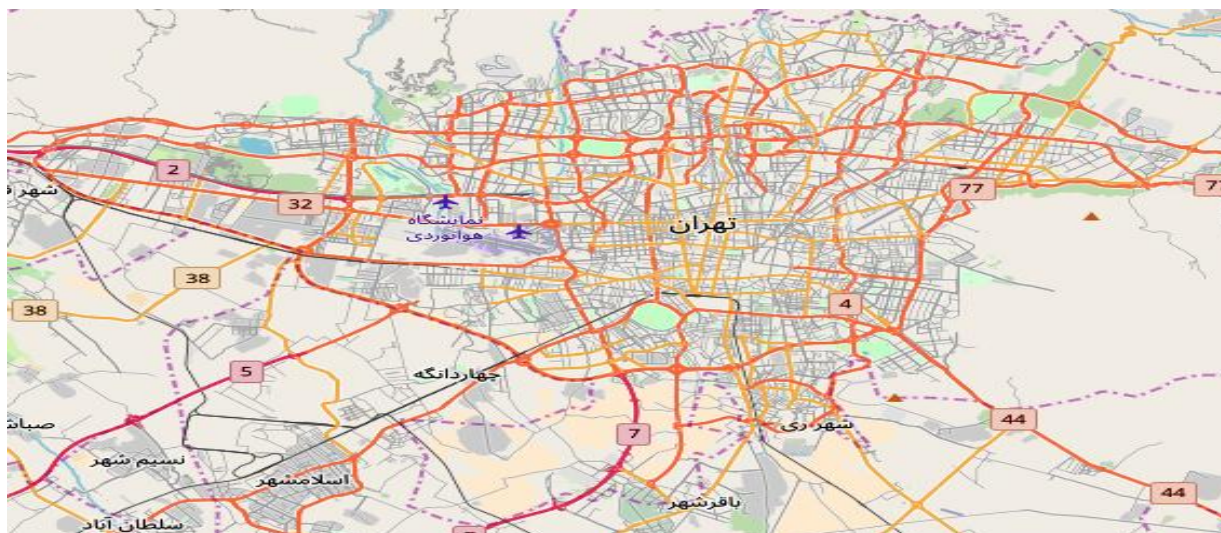 2
77
32
نمایشگاه
هوانوردی
تهران
38
38
4
5
چهاردانگه
7
شهر ری
44
نسیم شهر
اسلامشهر
باقرشهر
44
سلطان آباد